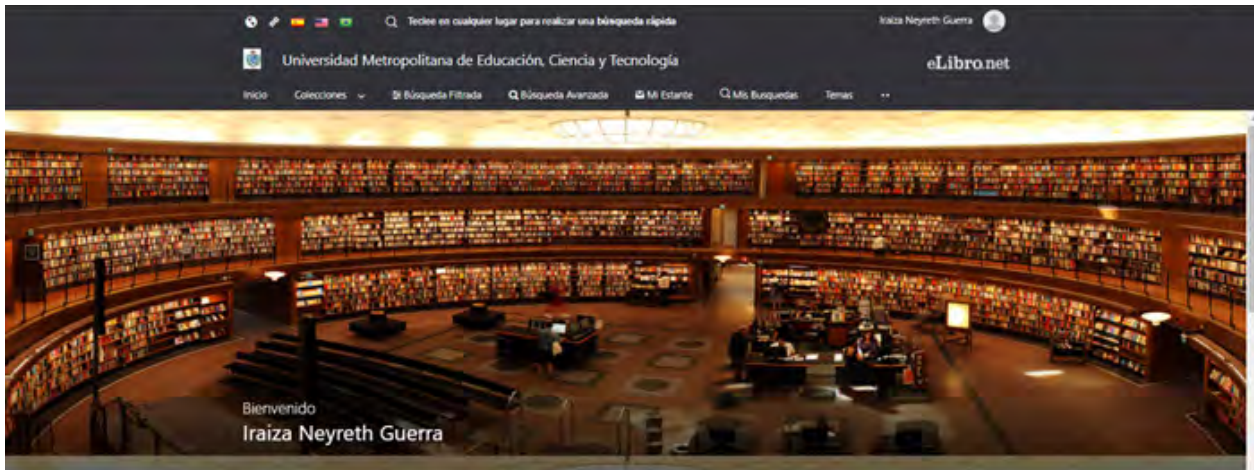 Teclee en cualquier lugar para realizar una búsqueda rápida
Iraiza Neyreth Guerra
Universidad Metropolitana de Educación, Ciencia y Tecnología
eLibro.net
Inicio Colecciones Búsqueda Filtrada Búsqueda Avanzada Mi Estante Mis Busquedas Temas
Bienvenido
Iraiza Neyreth Guerra